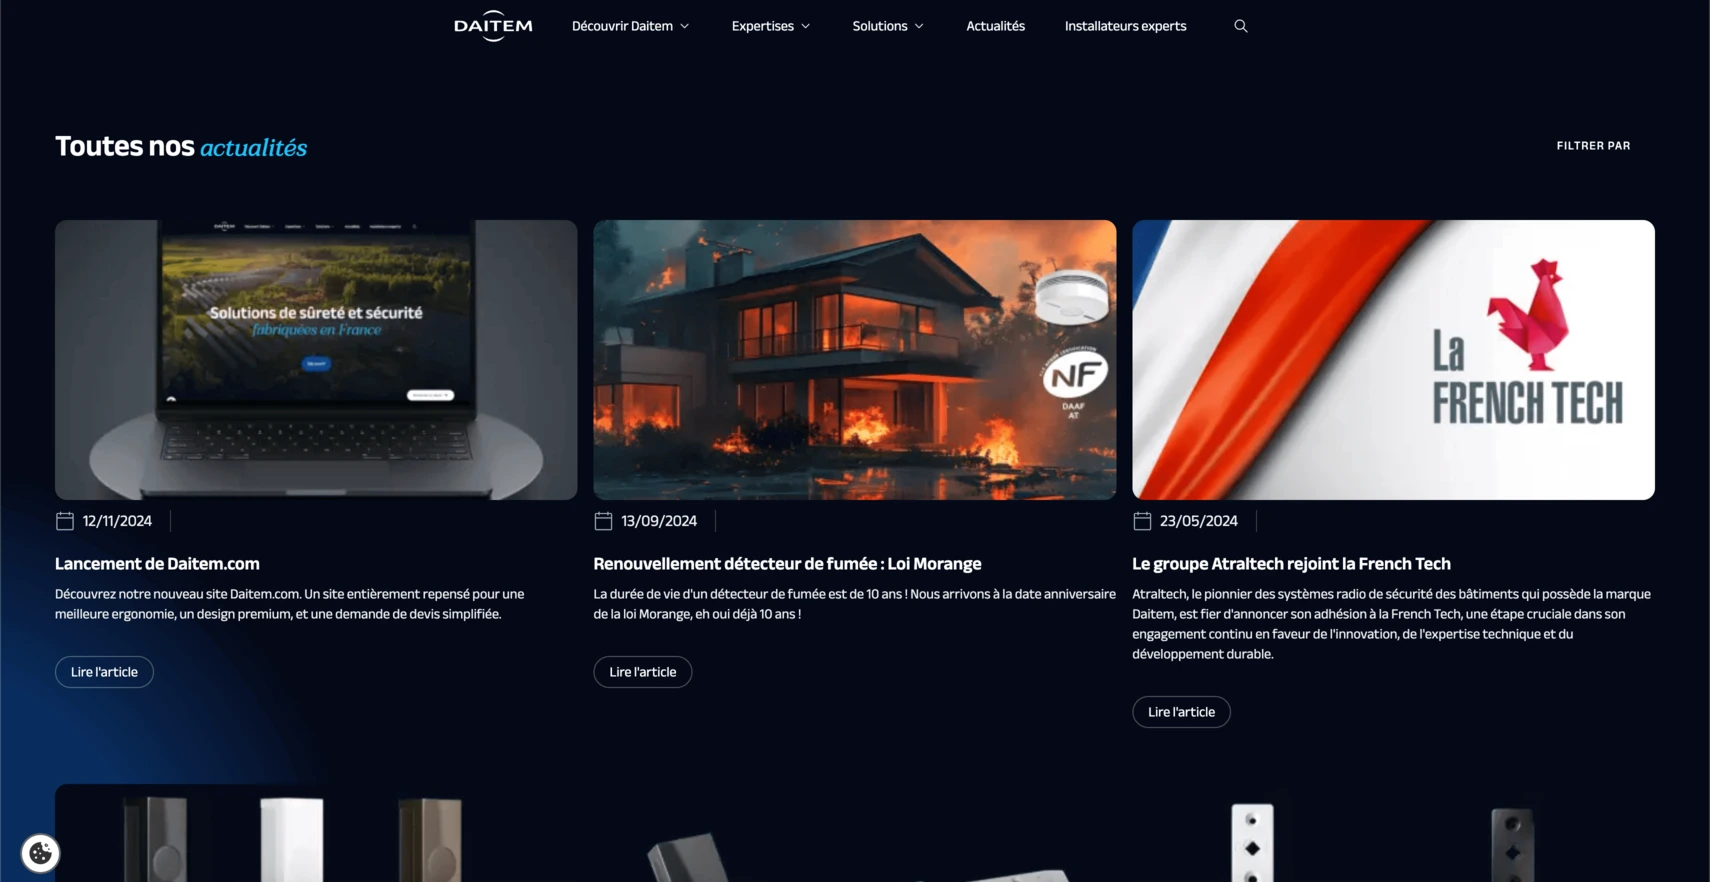 DAITEM
Découvrir Daitem
Expertises
Solutions
Actualités
Installateurs experts
Toutes nos actualités
FILTRER PAR
DAITEM
Solutions de sûreté et sécurité
fabriquées en France
NF
DAAF
AT
La
FRENCH TECH
12/11/2024
13/09/2024
23/05/2024
Lancement de Daitem.com
Découvrez notre nouveau site Daitem.com. Un site entièrement repensé pour une
meilleure ergonomie, un design premium, et une demande de devis simplifiée.
Lire l'article
Renouvellement détecteur de fumée : Loi Morange
La durée de vie d'un détecteur de fumée est de 10 ans ! Nous arrivons à la date anniversaire
de la loi Morange, eh oui déjà 10 ans !
Lire l'article
Le groupe Atraltech rejoint la French Tech
Atraltech, le pionnier des systèmes radio de sécurité des bâtiments qui possède la marque
Daitem, est fier d'annoncer son adhésion à la French Tech, une étape cruciale dans son
engagement continu en faveur de l'innovation, de l'expertise technique et du
développement durable.
Lire l'article